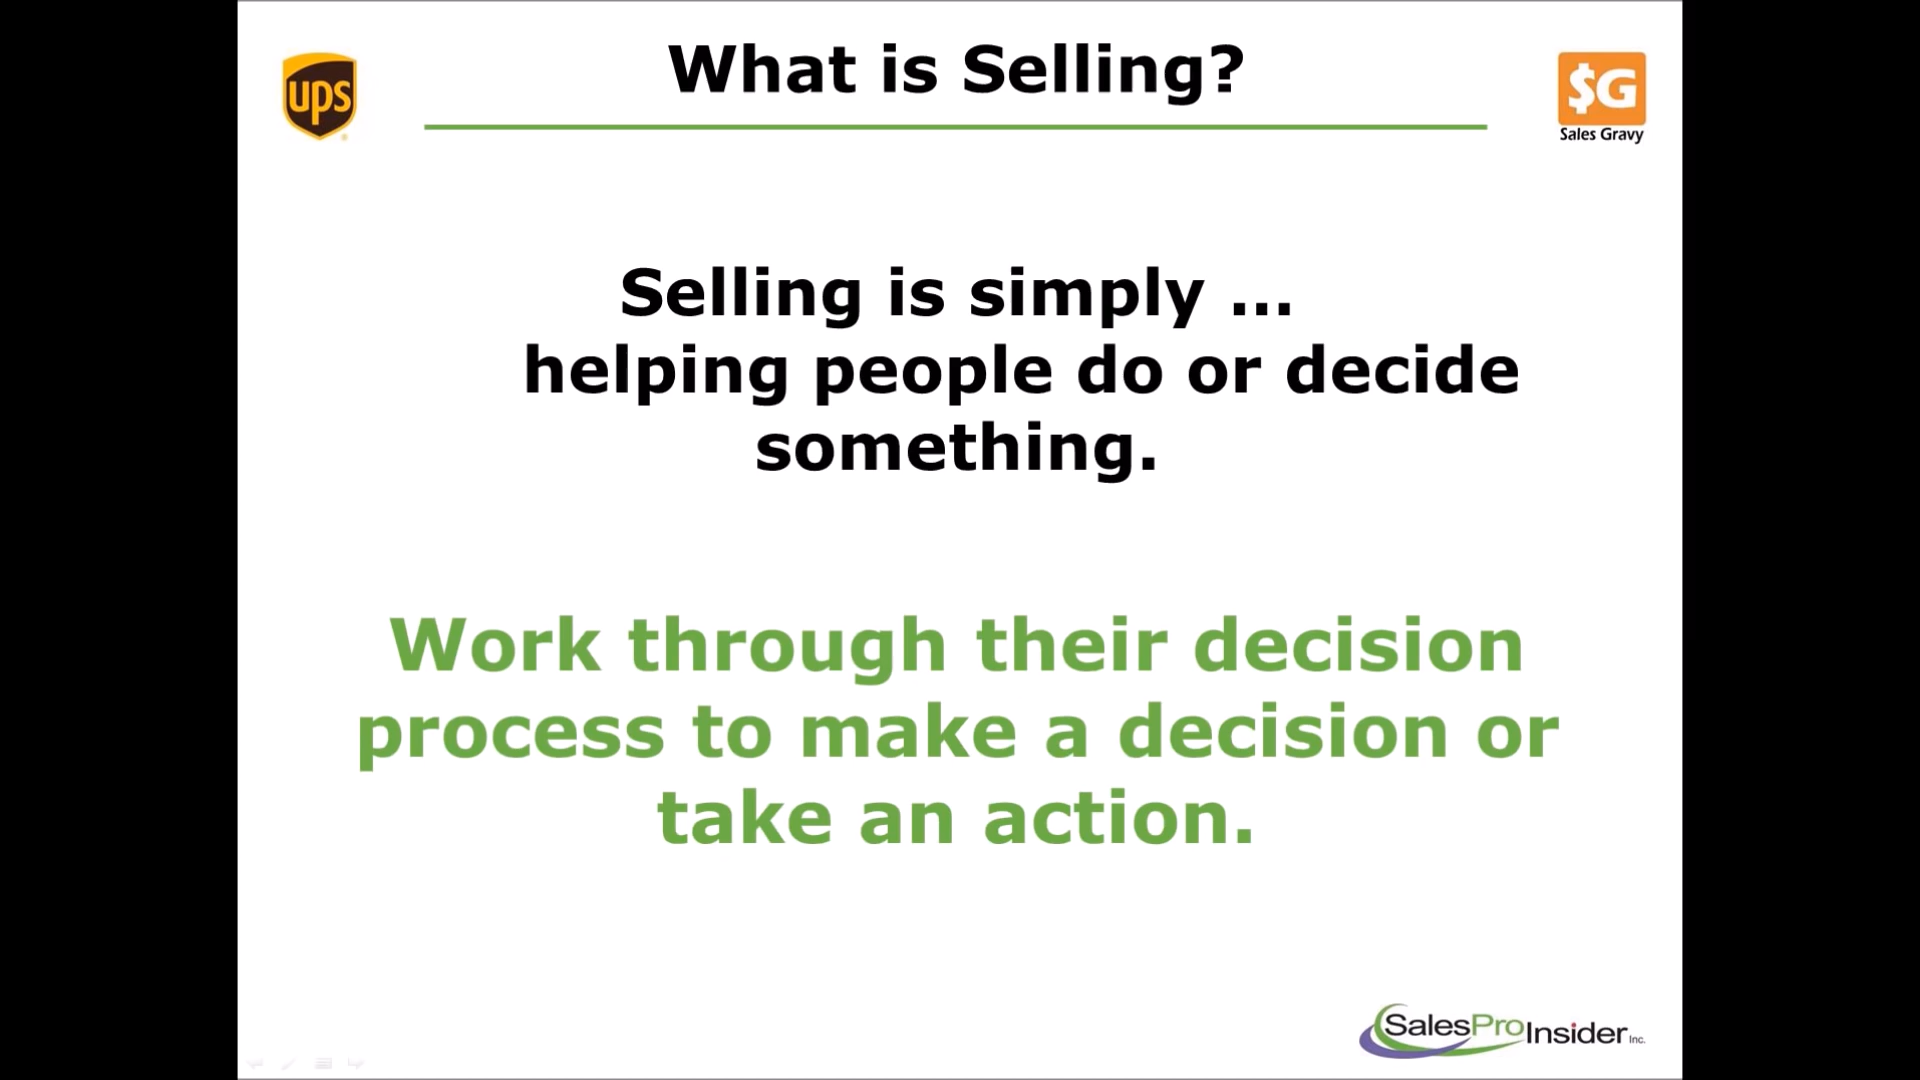 What is Selling?
ups
$G
Sales Gravy
Selling is simply ...
helping people do or decide
something.
Work through their decision
process to make a decision or
take an action.
SalesProInsider Inc.